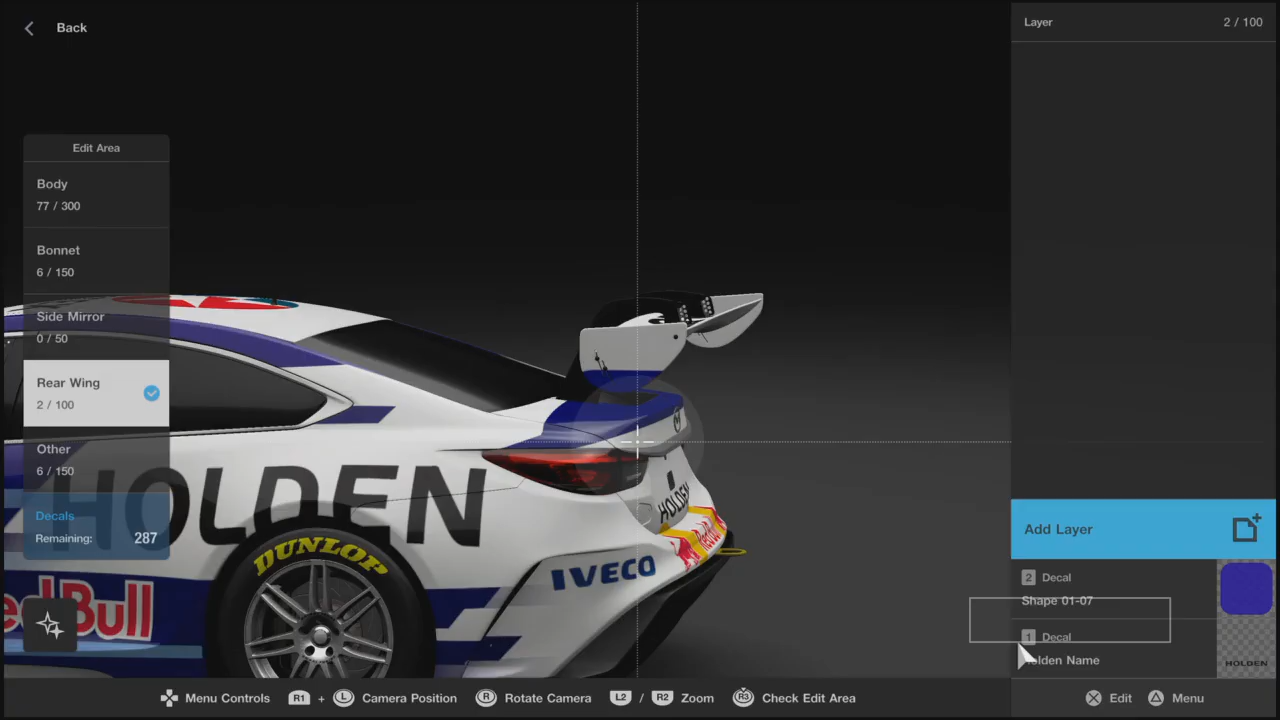 Back
Layer 2 / 100
Edit Area
Body
77 / 300
Bonnet
6 / 150
Side Mirror
0 / 50
Rear Wing
2 / 100
Other
6 / 150
Decals
Remaining: 287
HOLDEN
DUNLOP
HOLDEN
IVECO
edBull
Add Layer
2 Decal
Shape 01-07
1 Decal
olden Name
HOLDEN
Menu Controls R1 + L Camera Position R Rotate Camera L2 / R2 Zoom R3 Check Edit Area
Edit Menu